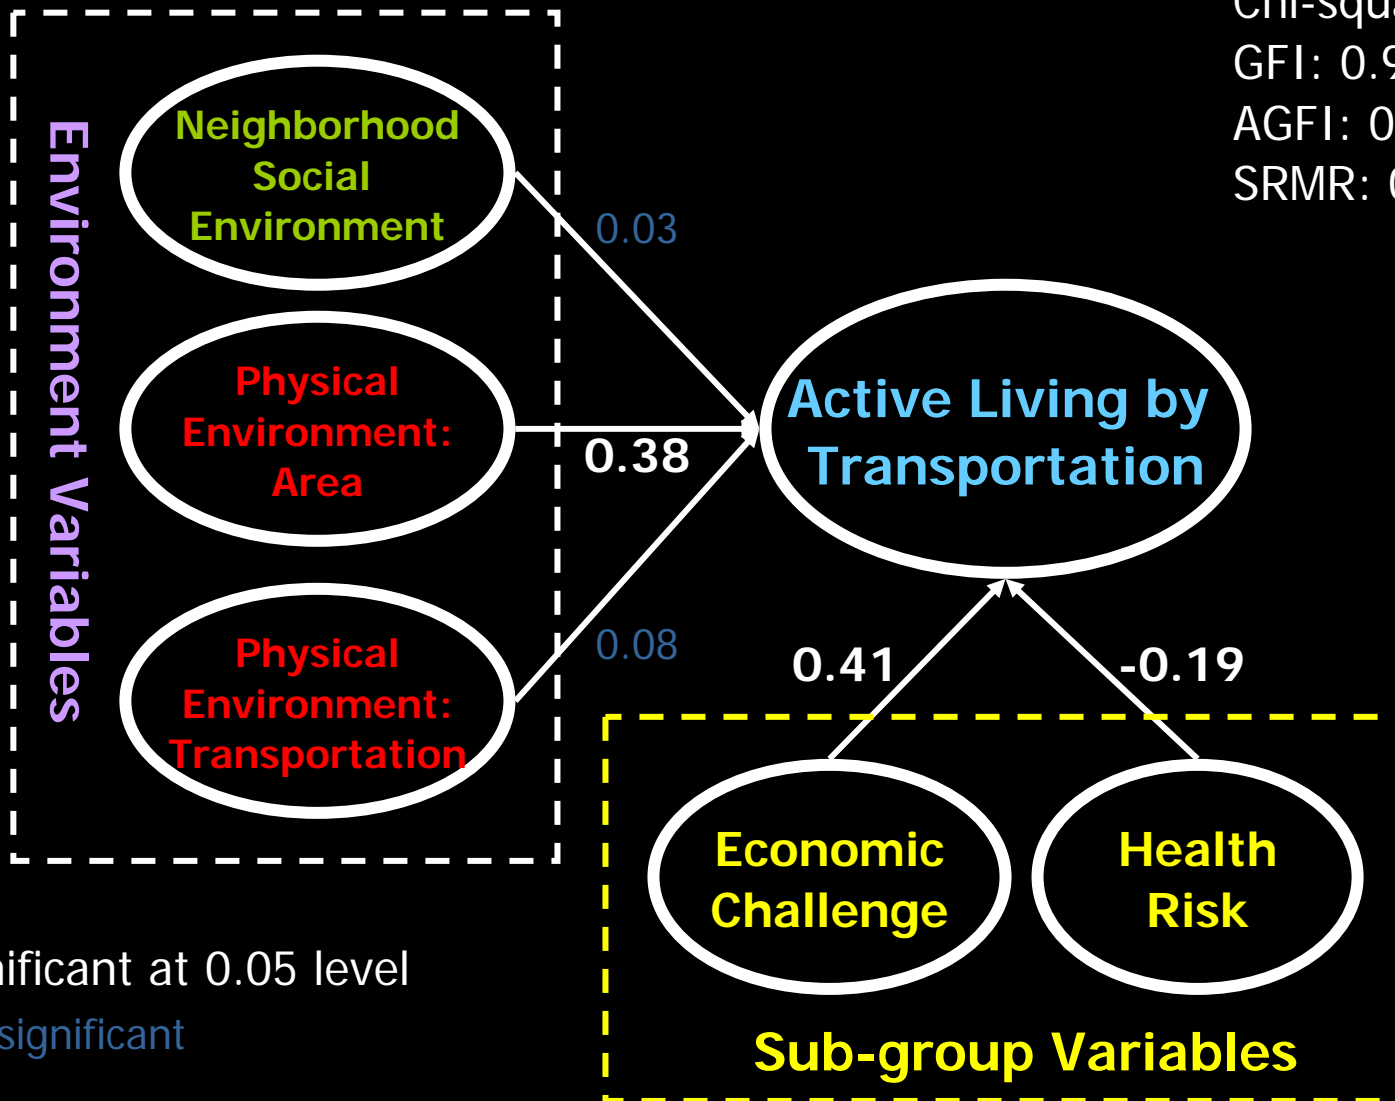 GFI: 0.9
AGFI: 0
SRMR:
Environment Variables
Neighborhood
Social
Environment
0.03
Physical
Environment:
Area
0.38
Active Living by
Transportation
Physical
Environment:
Transportation
0.08
0.41
-0.19
Economic
Challenge
Health
Risk
Sub-group Variables
at 0.05 level
significant